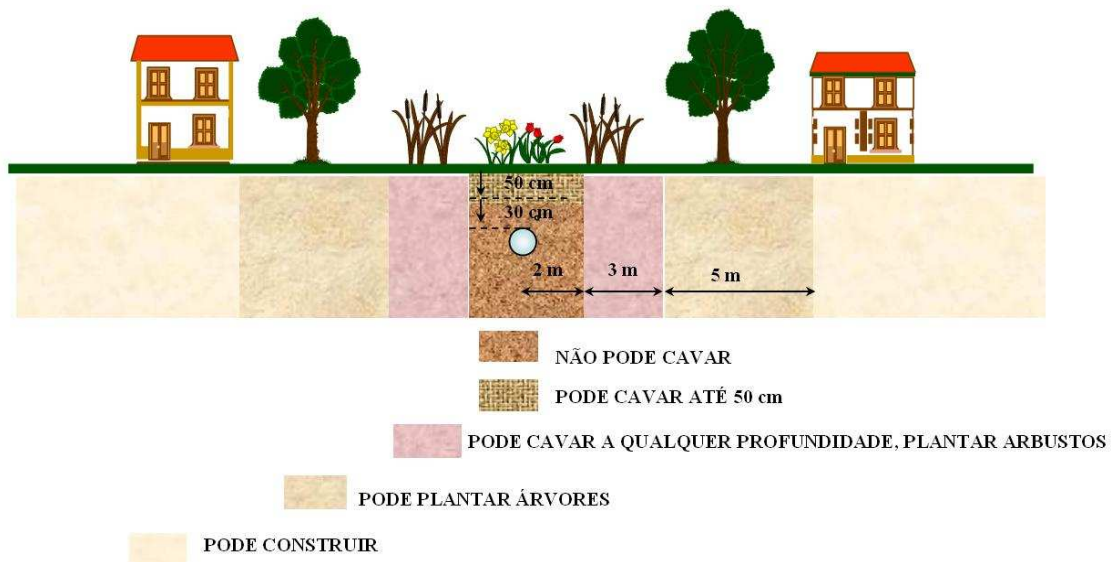 50 cm
30 cm
2 m
3 m
5 m
NÃO PODE CAVAR
PODE CAVAR ATÉ 50 cm
PODE CAVAR A QUALQUER PROFUNDIDADE, PLANTAR ARBUSTOS
PODE PLANTAR ÁRVORES
PODE CONSTRUIR